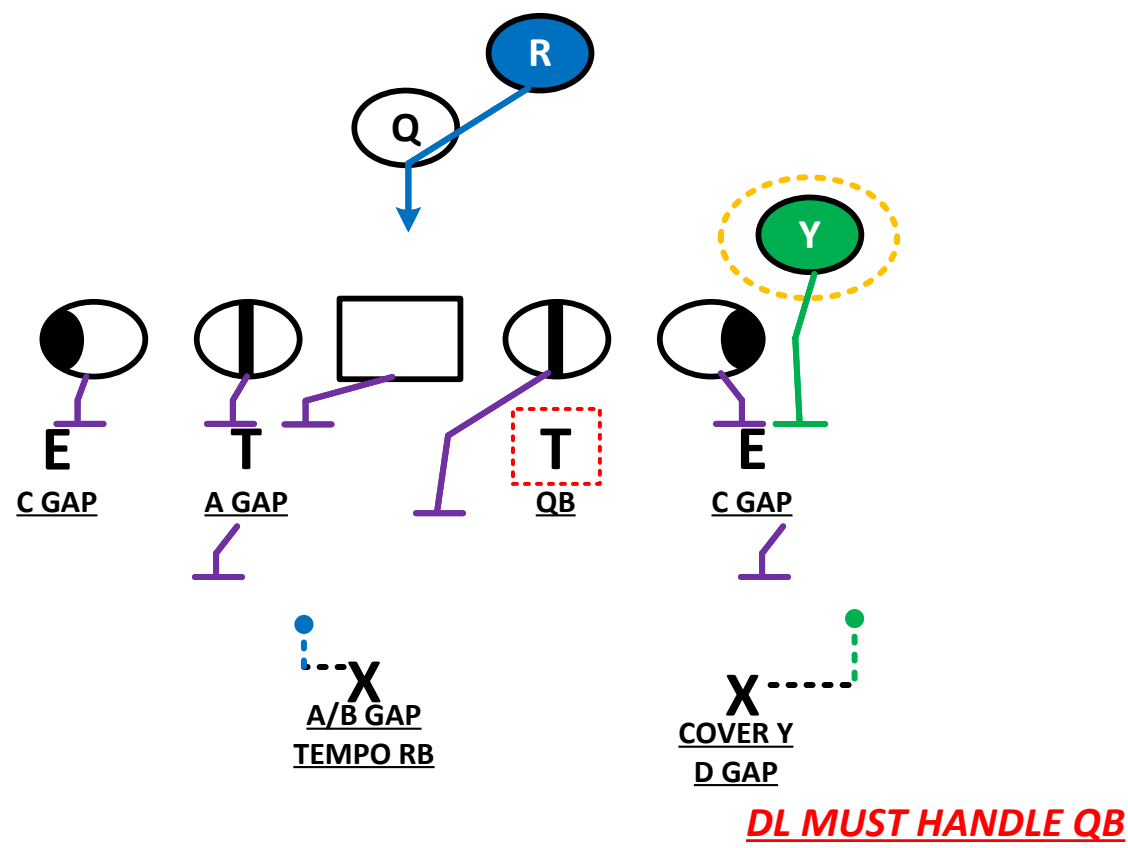 R
Q
Y
E T T E
C GAP A GAP QB C GAP
X X
A/B GAP
TEMPO RB
COVER Y
D GAP
DL MUST HANDLE QB